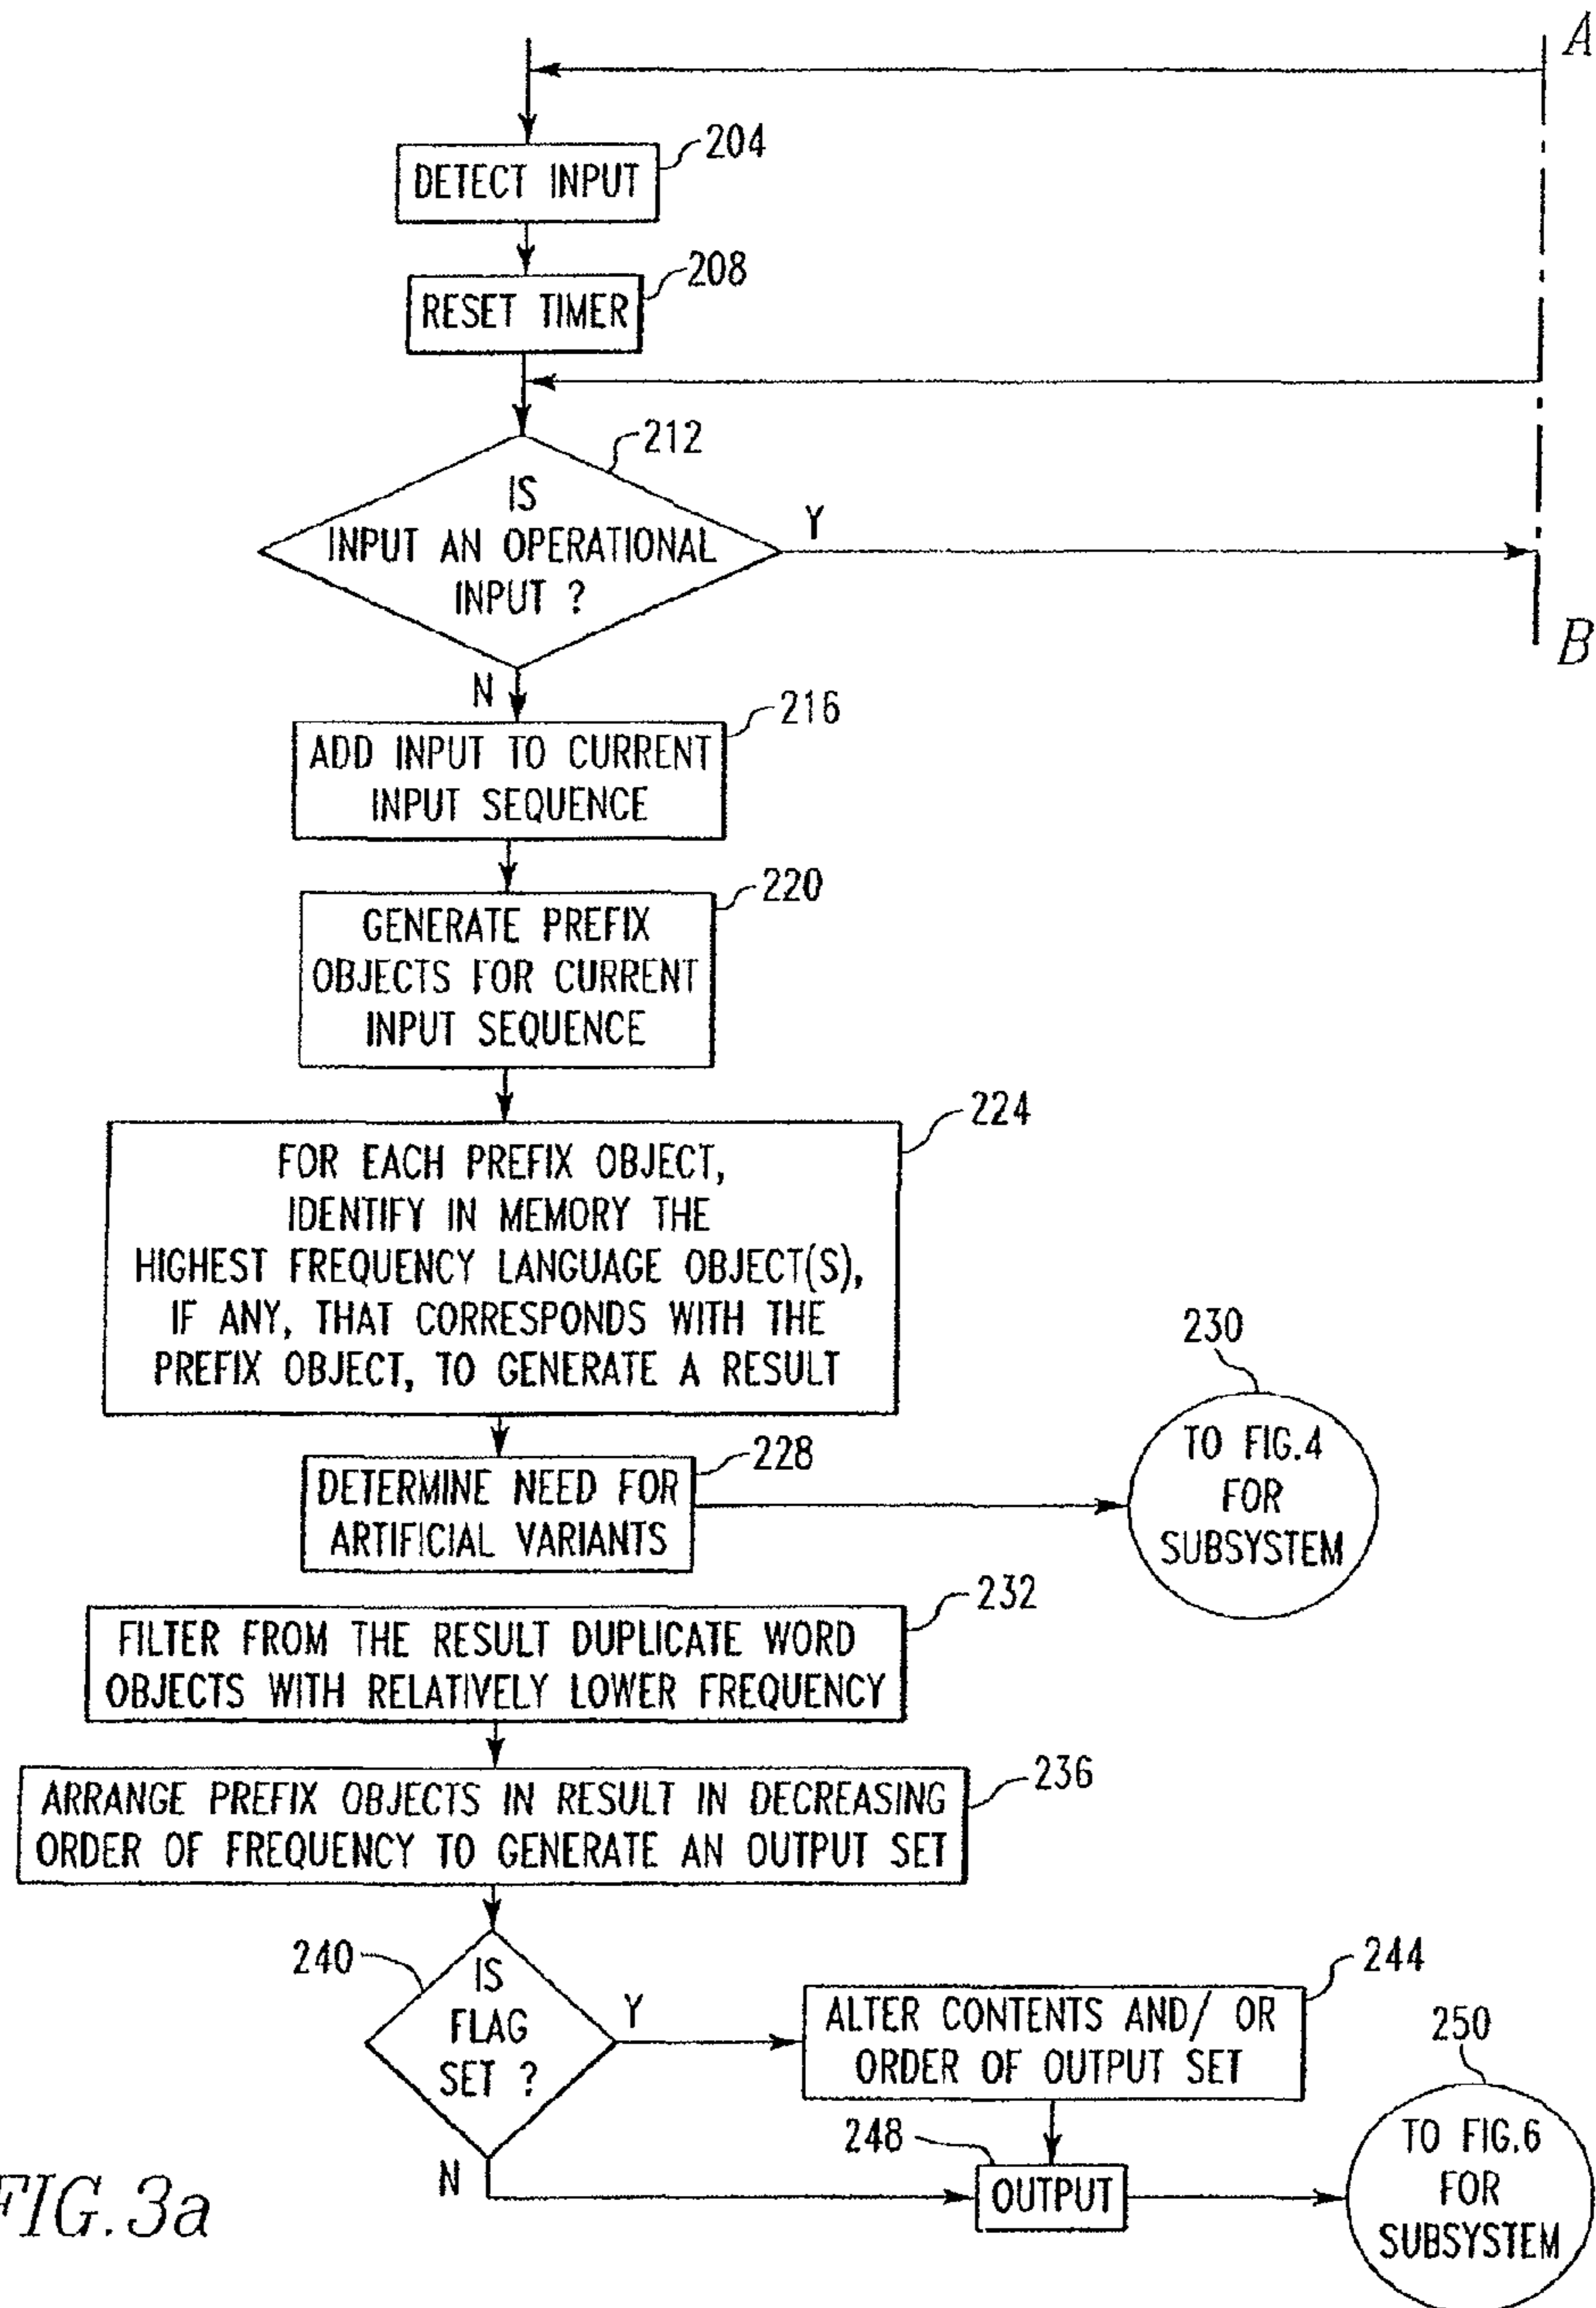 A
DETECT INPUT
204
RESET TIMER
208
212
IS
INPUT AN OPERATIONAL
INPUT ?
Y
B
N
216
ADD INPUT TO CURRENT
INPUT SEQUENCE
220
GENERATE PREFIX
OBJECTS FOR CURRENT
INPUT SEQUENCE
224
FOR EACH PREFIX OBJECT,
IDENTIFY IN MEMORY THE
HIGHEST FREQUENCY LANGUAGE OBJECT(S),
IF ANY, THAT CORRESPONDS WITH THE
PREFIX OBJECT, TO GENERATE A RESULT
230
TO FIG.4
FOR
SUBSYSTEM
228
DETERMINE NEED FOR
ARTIFICIAL VARIANTS
232
FILTER FROM THE RESULT DUPLICATE WORD
OBJECTS WITH RELATIVELY LOWER FREQUENCY
236
ARRANGE PREFIX OBJECTS IN RESULT IN DECREASING
ORDER OF FREQUENCY TO GENERATE AN OUTPUT SET
240
IS
FLAG
SET ?
Y
244
ALTER CONTENTS AND/ OR
ORDER OF OUTPUT SET
250
TO FIG.6
FOR
SUBSYSTEM
248
OUTPUT
N
FIG.3a